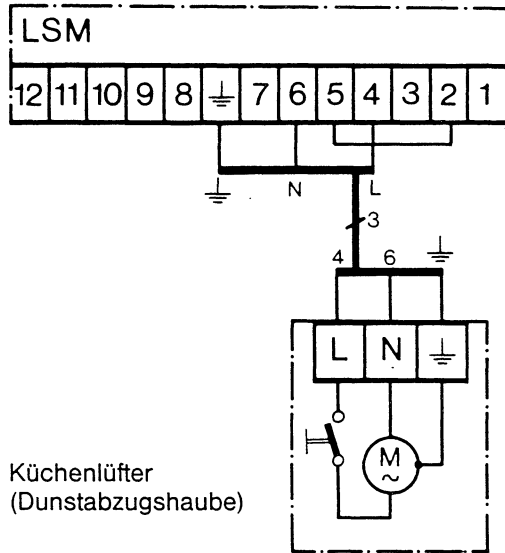 LSM
12 11 10 9 8 ⏚ 7 6 5 4 3 2 1
⏚ N L
3
4 6 ⏚
L N ⏚
M
~
Küchenlüfter
(Dunstabzugshaube)